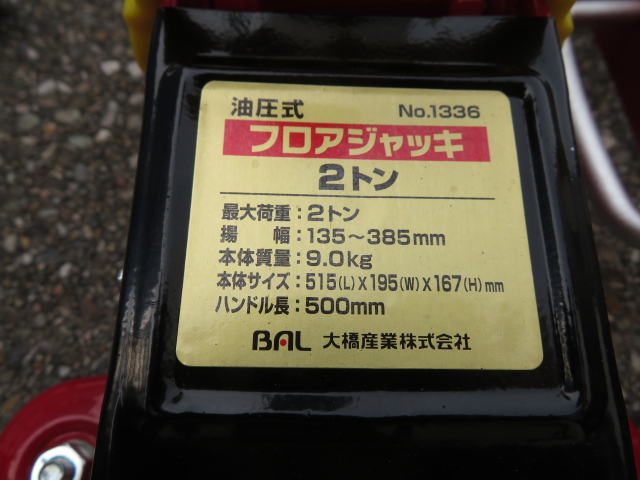 油圧式 No.1336
フロアジャッキ
2トン
最大荷重:2トン
揚 幅:135~385mm
本体質量:9.0kg
本体サイズ:515(L)X195(W)X167(H)mm
ハンドル長:500mm
BAL 大橋産業株式会社